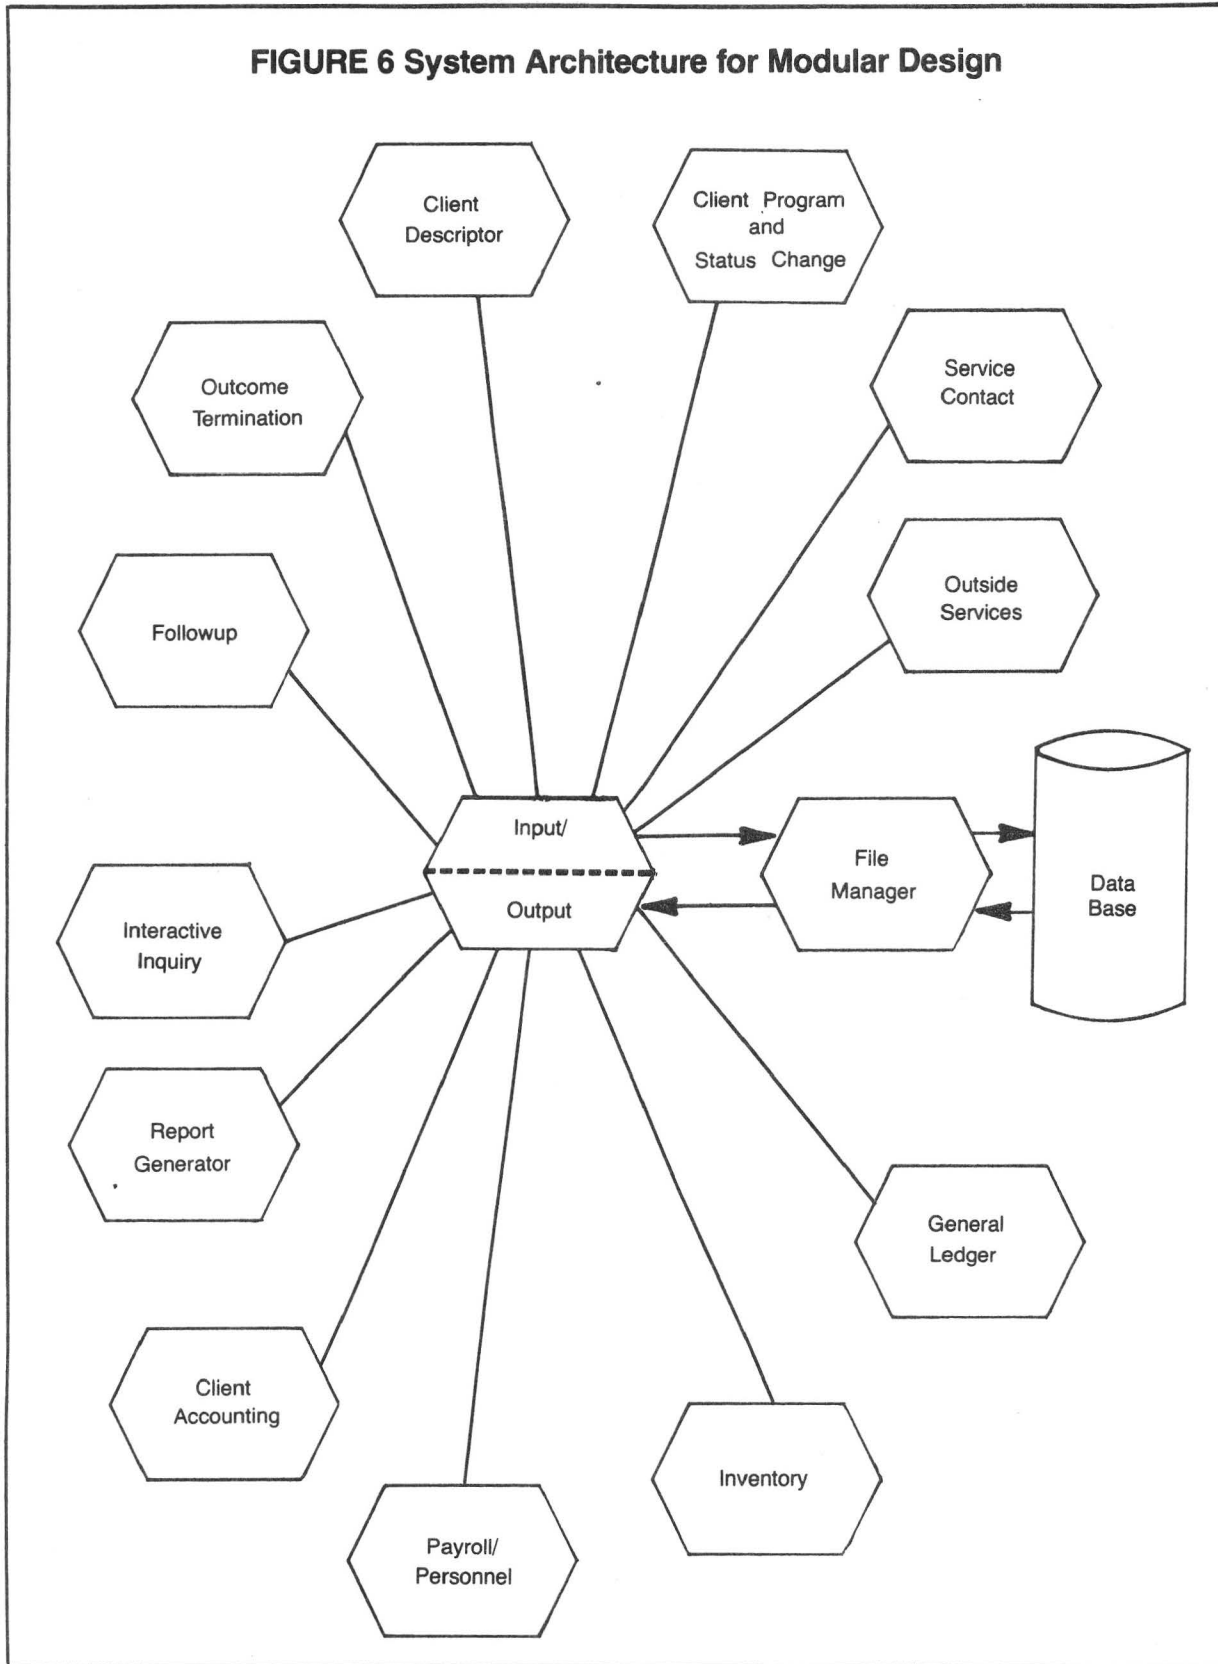 FIGURE 6 System Architecture for Modular Design
Client
Descriptor
Client Program
and
Status Change
Outcome
Termination
Service
Contact
Followup
Outside
Services
Input/
Output
File
Manager
Data
Base
Interactive
Inquiry
Report
Generator
General
Ledger
Client
Accounting
Inventory
Payroll/
Personnel